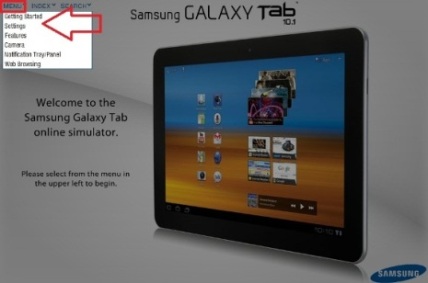 MENU INDEX SEARCH
Samsung GALAXY Tab 10.1
Getting Started
Settings
Features
Camera
Notification Tray/Panel
Web Browsing
Welcome to the
Samsung Galaxy Tab
online simulator.
Please select from the menu in
the upper left to begin.
SAMSUNG